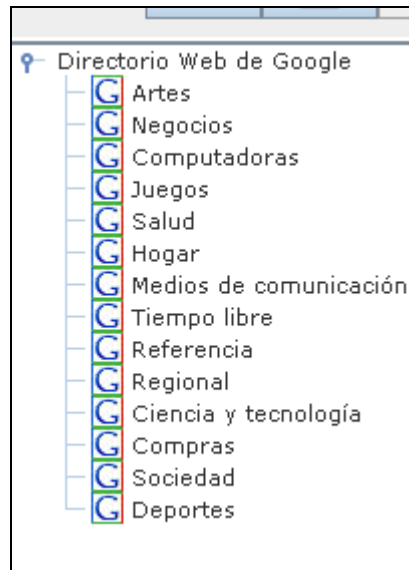 Directorio Web de Google
G Artes
G Negocios
G Computadoras
G Juegos
G Salud
G Hogar
G Medios de comunicación
G Tiempo libre
G Referencia
G Regional
G Ciencia y tecnología
G Compras
G Sociedad
G Deportes